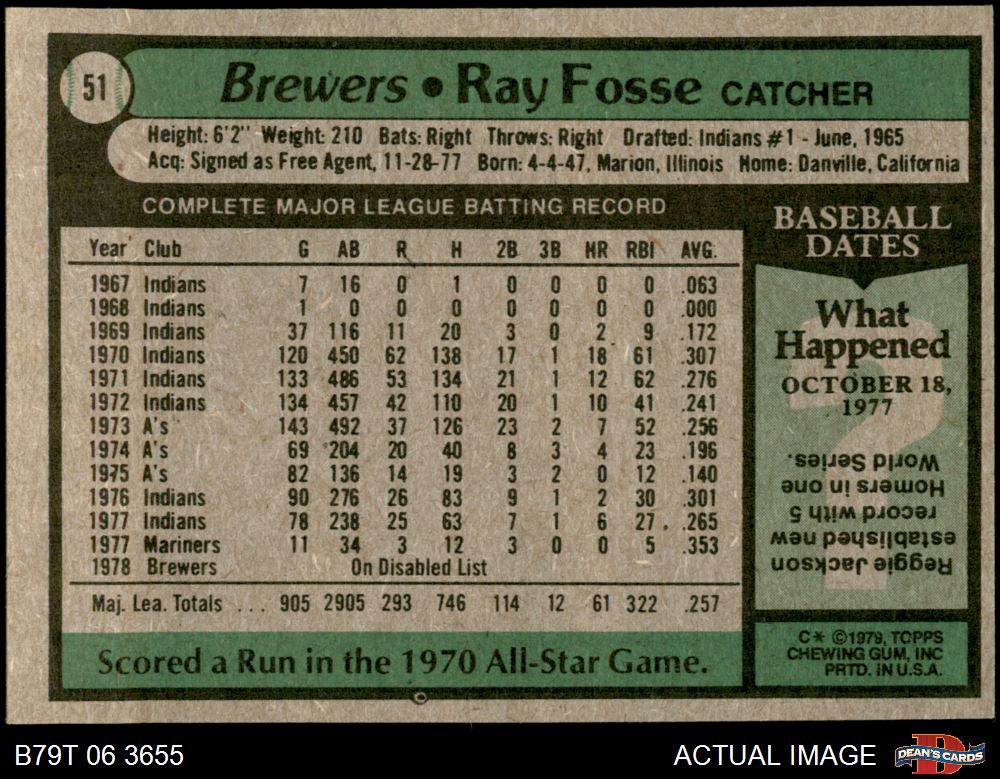 51
Brewers • Ray Fosse CATCHER
Height: 6'2" Weight: 210 Bats: Right Throws: Right Drafted: Indians #1 - June, 1965
Acq: Signed as Free Agent, 11-28-77 Born: 4-4-47, Marion, Illinois Home: Danville, California
COMPLETE MAJOR LEAGUE BATTING RECORD
Year Club G AB R H 2B 3B HR RBI AVG.
1967 Indians 7 16 0 1 0 0 0 0 .063
1968 Indians 1 0 0 0 0 0 0 0 .000
1969 Indians 37 116 11 20 3 0 2 9 .172
1970 Indians 120 450 62 138 17 1 18 61 .307
1971 Indians 133 486 53 134 21 1 12 62 .276
1972 Indians 134 457 42 110 20 1 10 41 .241
1973 A's 143 492 37 126 23 2 7 52 .256
1974 A's 69 204 20 40 8 3 4 23 .196
1975 A's 82 136 14 19 3 2 0 12 .140
1976 Indians 90 276 26 83 9 1 2 30 .301
1977 Indians 78 238 25 63 7 1 6 27 .265
1977 Mariners 11 34 3 12 3 0 0 5 .353
1978 Brewers On Disabled List
Maj. Lea. Totals ... 905 2905 293 746 114 12 61 322 .257
Scored a Run in the 1970 All-Star Game.
BASEBALL
DATES
What
Happened
OCTOBER 18,
1977
Reggie Jackson
established new
record with 5
Homers in one
World Series.
C* ©1979, TOPPS
CHEWING GUM, INC
PRTD. IN U.S.A.
B79T 06 3655
ACTUAL IMAGE
DEAN'S CARDS